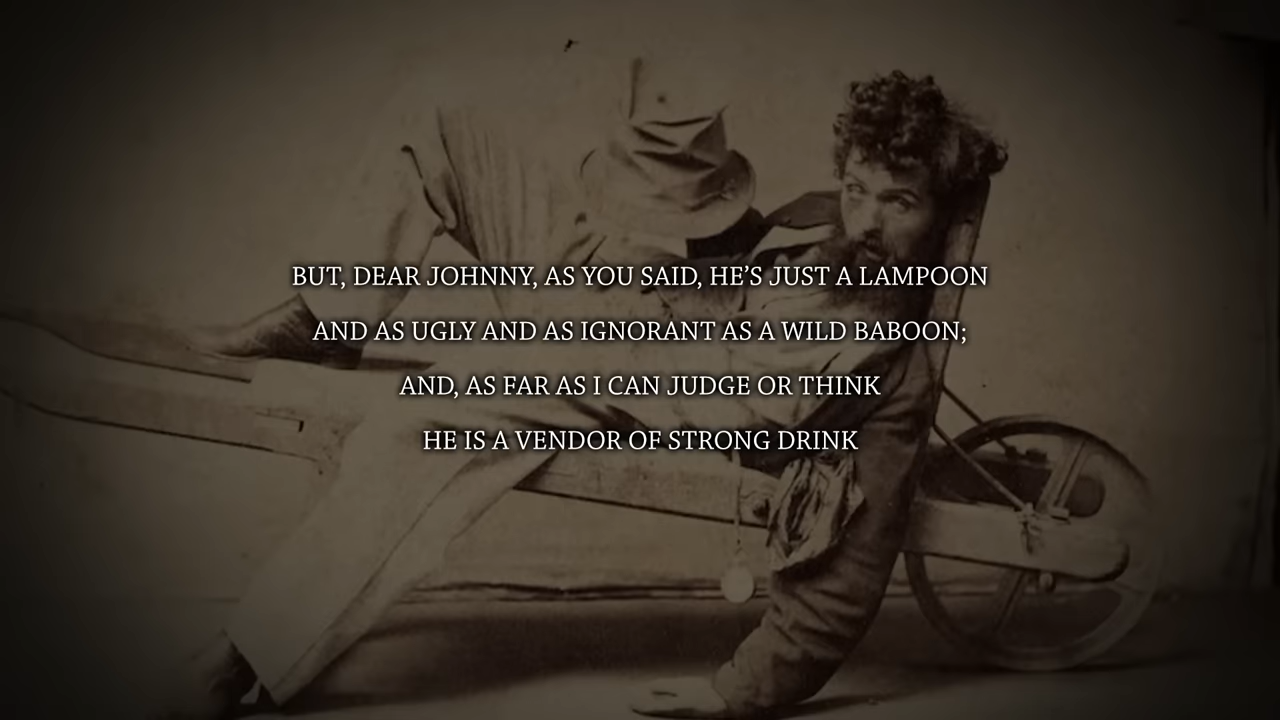 BUT, DEAR JOHNNY, AS YOU SAID, HE’S JUST A LAMPOON
AND AS UGLY AND AS IGNORANT AS A WILD BABOON;
AND, AS FAR AS I CAN JUDGE OR THINK
HE IS A VENDOR OF STRONG DRINK